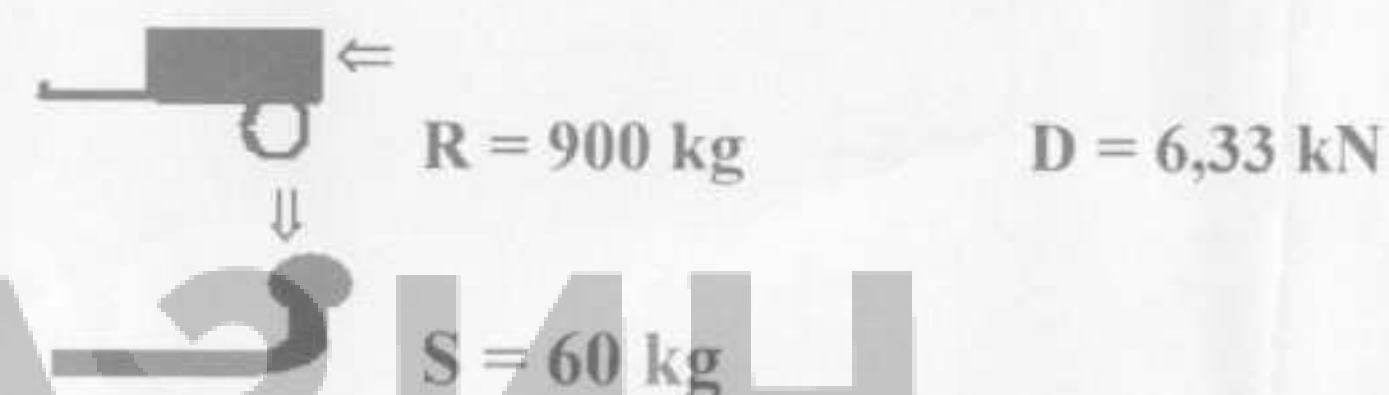 R = 900 kg
D = 6,33 kN
S = 60 kg